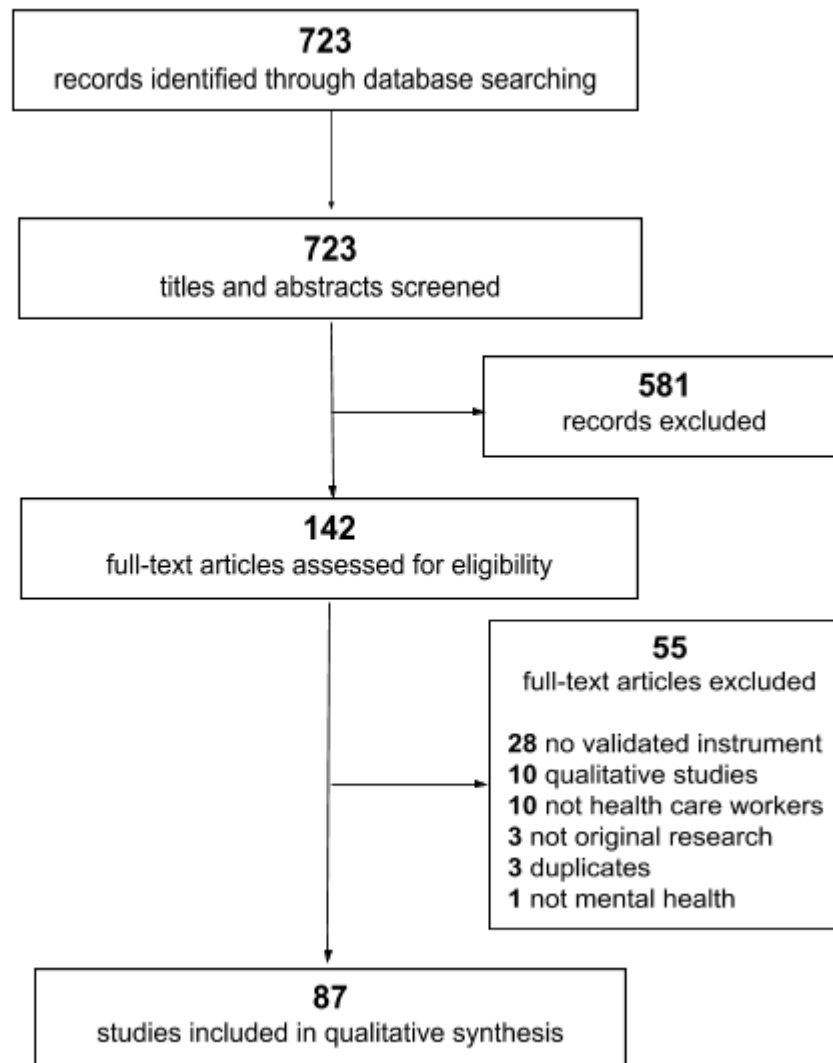 723
records identified through database searching
723
titles and abstracts screened
581
records excluded
142
full-text articles assessed for eligibility
55
full-text articles excluded
28 no validated instrument
10 qualitative studies
10 not health care workers
3 not original research
3 duplicates
1 not mental health
87
studies included in qualitative synthesis